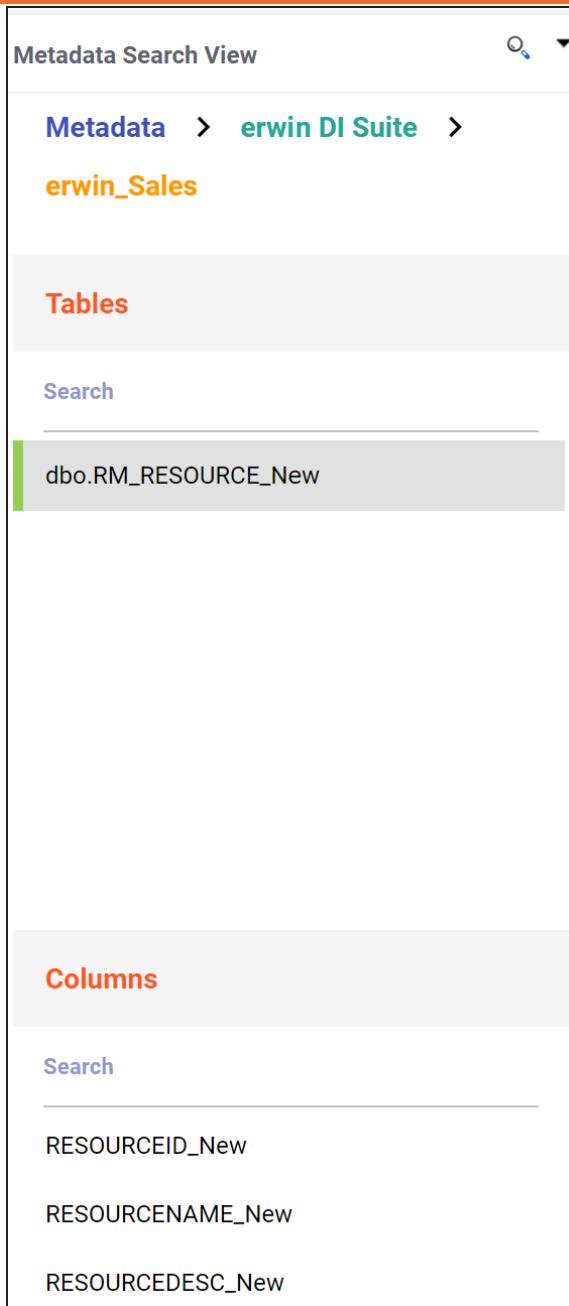 Metadata Search View
Metadata > erwin DI Suite >
erwin_Sales
Tables
Search
dbo.RM_RESOURCE_New
Columns
Search
RESOURCEID_New
RESOURCENAME_New
RESOURCEDESC_New